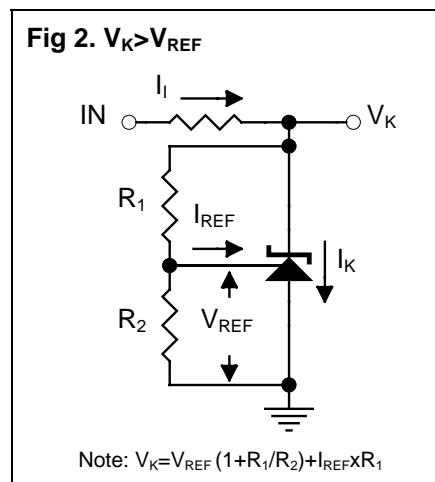 Fig 2. VK>VREF
II
IN
VK
R1
IREF
IK
R2
VREF
Note: VK=VREF (1+R1/R2)+IREFxR1